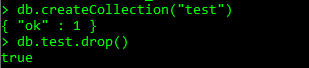 > db.createCollection("test")
{ "ok" : 1 }
> db.test.drop()
true